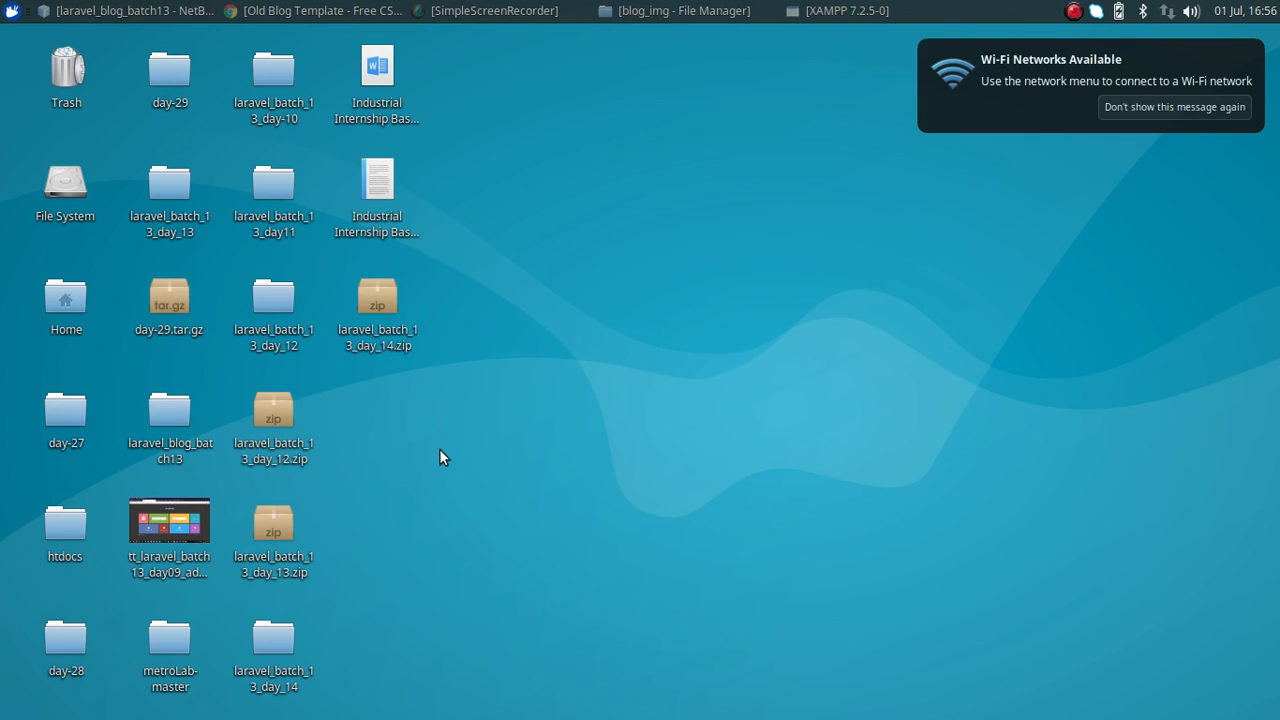 [laravel_blog_batch13 - NetB...
[Old Blog Template - Free CS...
[SimpleScreenRecorder]
[blog_img - File Manager]
[XAMPP 7.2.5-0]
01 Jul, 16:56
Wi-Fi Networks Available
Use the network menu to connect to a Wi-Fi network
Don't show this message again
Trash
day-29
laravel_batch_1
3_day-10
Industrial
Internship Bas...
File System
laravel_batch_1
3_day_13
laravel_batch_1
3_day11
Industrial
Internship Bas...
Home
tar.gz
day-29.tar.gz
laravel_batch_1
3_day_12
zip
laravel_batch_1
3_day_14.zip
day-27
laravel_blog_bat
ch13
zip
laravel_batch_1
3_day_12.zip
htdocs
tt_laravel_batch
13_day09_ad...
zip
laravel_batch_1
3_day_13.zip
day-28
metroLab-
master
laravel_batch_1
3_day_14